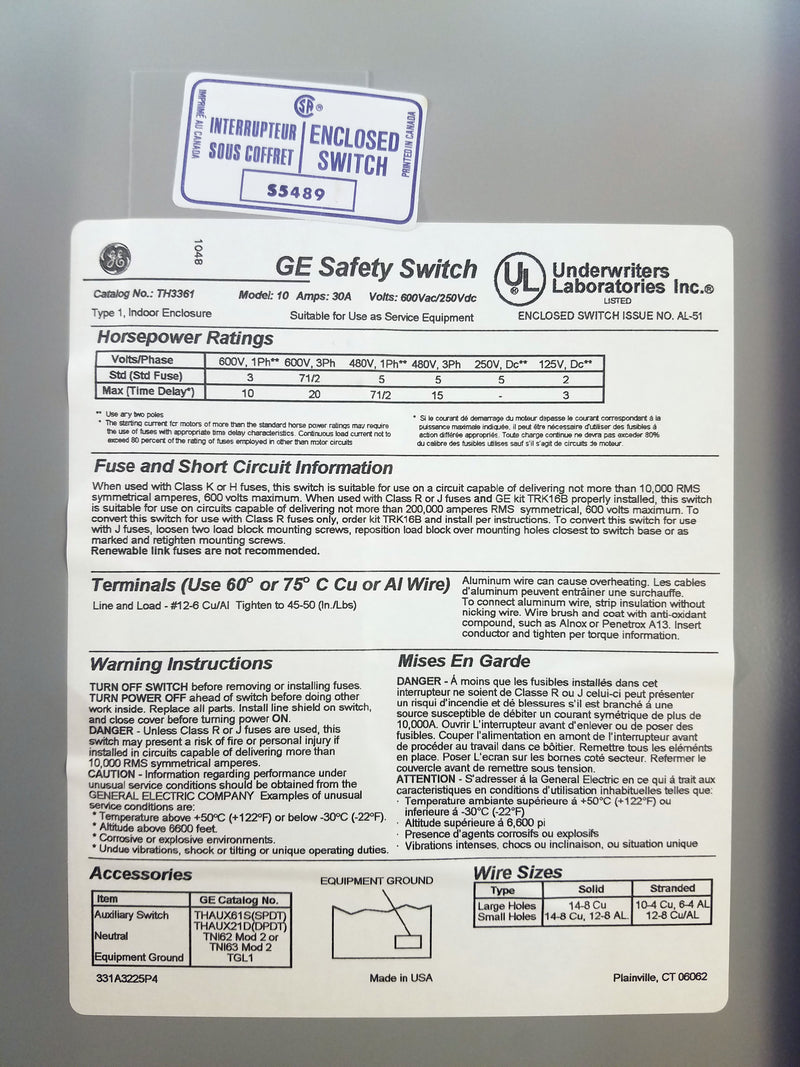 CSA ®
IMPRIMÉ AU CANADA
INTERRUPTEUR
SOUS COFFRET
ENCLOSED
SWITCH
PRINTED IN CANADA
S5489
GE
104B
GE Safety Switch
UL ®
Underwriters
Laboratories Inc.®
LISTED
Catalog No.: TH3361 Model: 10 Amps: 30A Volts: 600Vac/250Vdc
Type 1, Indoor Enclosure Suitable for Use as Service Equipment ENCLOSED SWITCH ISSUE NO. AL-51
Horsepower Ratings
Volts/Phase 600V, 1Ph** 600V, 3Ph 480V, 1Ph** 480V, 3Ph 250V, Dc** 125V, Dc**
Std (Std Fuse) 3 71/2 5 5 5 2
Max (Time Delay*) 10 20 71/2 15 - 3
** Use any two poles
* The starting current for motors of more than the standard horse power ratings may require
the use of fuses with appropriate time delay characteristics. Continuous load current not to
exceed 80 percent of the rating of fuses employed in other than motor circuits
* Si le courant dé demarrage du moteur dipasse le courant correspondant á la
puissance maximale indiquée, il peut être nécessaire d'utiliser des fusibles á
action différée appropriés. Toute charge continue ne devra pas exceder 80%
du calibre des fusibles utilises sauf s'il s'agit de circuits de moteur.
Fuse and Short Circuit Information
When used with Class K or H fuses, this switch is suitable for use on a circuit capable of delivering not more than 10,000 RMS
symmetrical amperes, 600 volts maximum. When used with Class R or J fuses and GE kit TRK16B properly installed, this switch
is suitable for use on circuits capable of delivering not more than 200,000 amperes RMS symmetrical, 600 volts maximum. To
convert this switch for use with Class R fuses only, order kit TRK16B and install per instructions. To convert this switch for use
with J fuses, loosen two load block mounting screws, reposition load block over mounting holes closest to switch base or as
marked and retighten mounting screws.
Renewable link fuses are not recommended.
Terminals (Use 60° or 75° C Cu or Al Wire)
Line and Load - #12-6 Cu/Al Tighten to 45-50 (In./Lbs)
Aluminum wire can cause overheating. Les cables
d'aluminum peuvent entrâiner une surchauffe.
To connect aluminum wire, strip insulation without
nicking wire. Wire brush and coat with anti-oxidant
compound, such as Alnox or Penetrox A13. Insert
conductor and tighten per torque information.
Warning Instructions
TURN OFF SWITCH before removing or installing fuses.
TURN POWER OFF ahead of switch before doing other
work inside. Replace all parts. Install line shield on switch,
and close cover before turning power ON.
DANGER - Unless Class R or J fuses are used, this
switch may present a risk of fire or personal injury if
installed in circuits capable of delivering more than
10,000 RMS symmetrical amperes.
CAUTION - Information regarding performance under
unusual service conditions should be obtained from the
GENERAL ELECTRIC COMPANY Examples of unusual
service conditions are:
* Temperature above +50°C (+122°F) or below -30°C (-22°F).
* Altitude above 6600 feet.
* Corrosive or explosive environments.
* Undue vibrations, shock or tilting or unique operating duties.
Mises En Garde
DANGER - Á moins que les fusibles installés dans cet
interrupteur ne soient de Classe R ou J celui-ci peut présenter
un risqui d'incendie et dé blessures s'il est branché á une
source susceptible de débiter un courant symétrique de plus de
10,000A. Ouvrir L'interrupteur avant d'enlever ou de poser des
fusibles. Couper l'alimentation en amont de l'interrupteur avant
de procéder au travail dans ce bôitier. Remettre tous les eléménts
en place. Poser L'ecran sur les bornes coté secteur. Refermer le
couvercle avant de remettre sous tension.
ATTENTION - S'adresser á la General Electric en ce qui á trait aux
caracteristiques en conditions d'utilisation inhabituelles telles que:
· Temperature ambiante supérieure á +50°C (+122°F) ou
inferieure á -30°C (-22°F)
· Altitude supérieure á 6,600 pi
· Presence d'agents corrosifs ou explosifs
· Vibrations intenses, chocs ou inclinaison, ou situation unique
Accessories
Item GE Catalog No.
Auxiliary Switch THAUX61S(SPDT)
THAUX21D(DPDT)
Neutral TNI62 Mod 2 or
TNI63 Mod 2
Equipment Ground TGL1
EQUIPMENT GROUND
Wire Sizes
Type Solid Stranded
Large Holes 14-8 Cu 10-4 Cu, 6-4 AL
Small Holes 14-8 Cu, 12-8 AL. 12-8 Cu/AL
331A3225P4 Made in USA Plainville, CT 06062